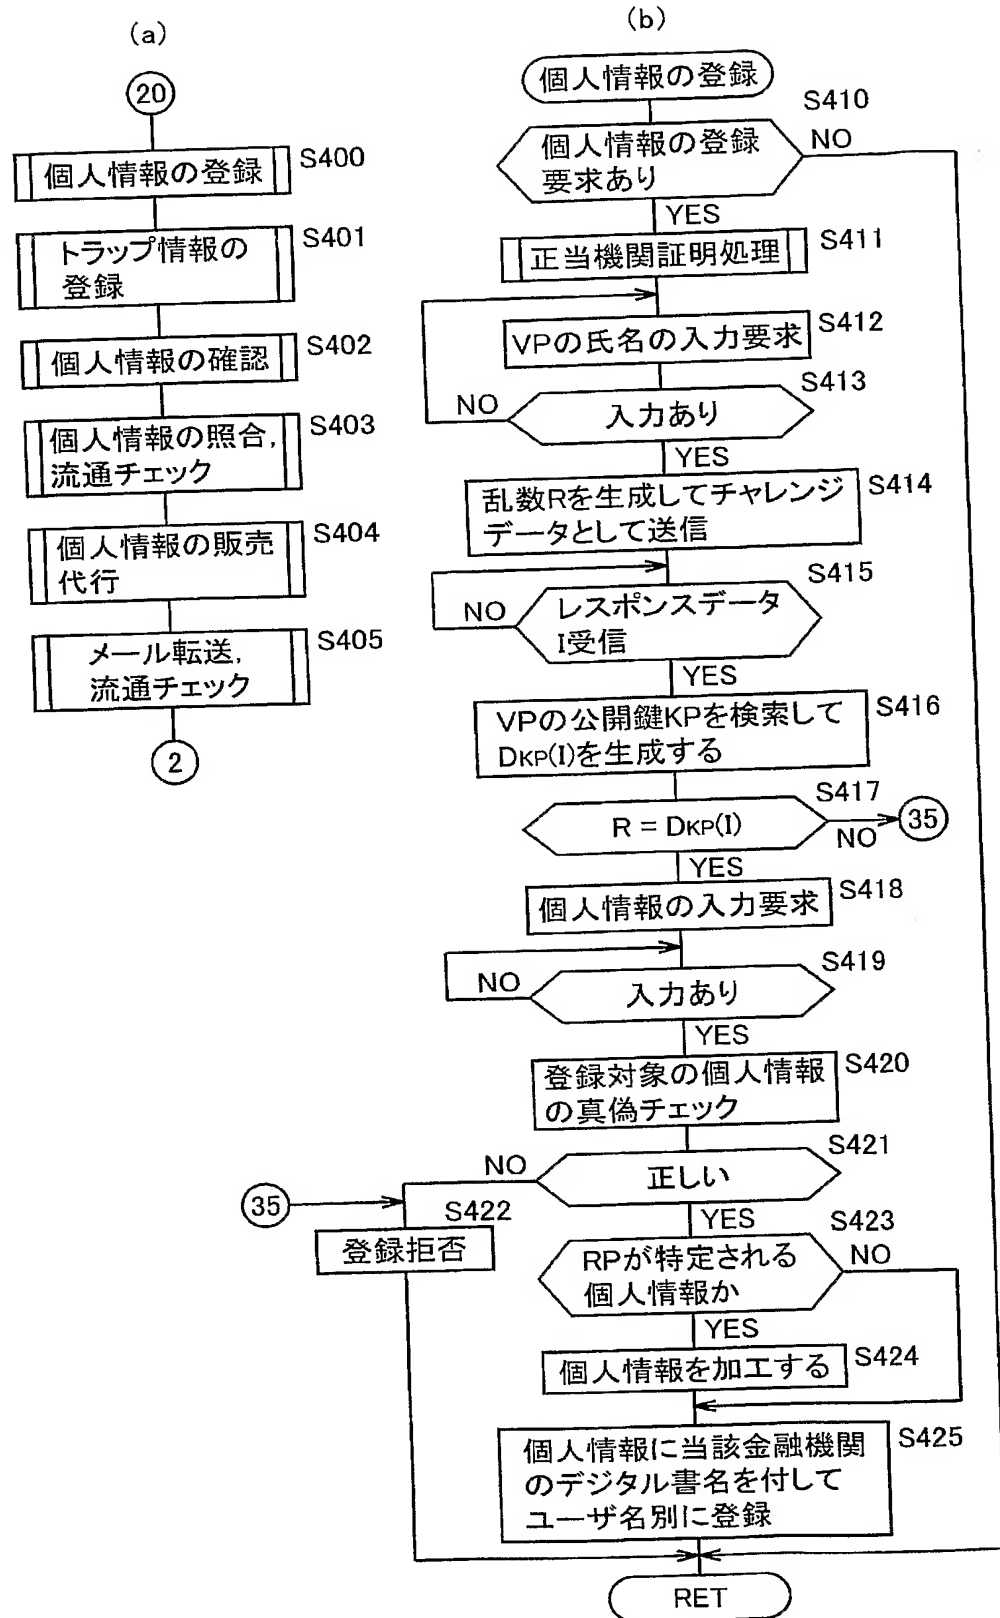 (a)
20
個人情報の登録
S400
トラップ情報の
登録
S401
個人情報の確認
S402
個人情報の照合,
流通チェック
S403
個人情報の販売
代行
S404
メール転送,
流通チェック
S405
2
(b)
個人情報の登録
S410
個人情報の登録
要求あり
NO
YES
正当機関証明処理
S411
VPの氏名の入力要求
S412
S413
NO
入力あり
YES
乱数Rを生成してチャレンジ
データとして送信
S414
S415
NO
レスポンスデータ
I受信
YES
VPの公開鍵KPを検索して
DKP(I)を生成する
S416
S417
R = DKP(I)
NO
35
YES
個人情報の入力要求
S418
S419
NO
入力あり
YES
登録対象の個人情報
の真偽チェック
S420
S421
NO
正しい
35
YES
S422
登録拒否
S423
RPが特定される
個人情報か
NO
YES
個人情報を加工する
S424
個人情報に当該金融機関
のデジタル書名を付して
ユーザ名別に登録
S425
RET